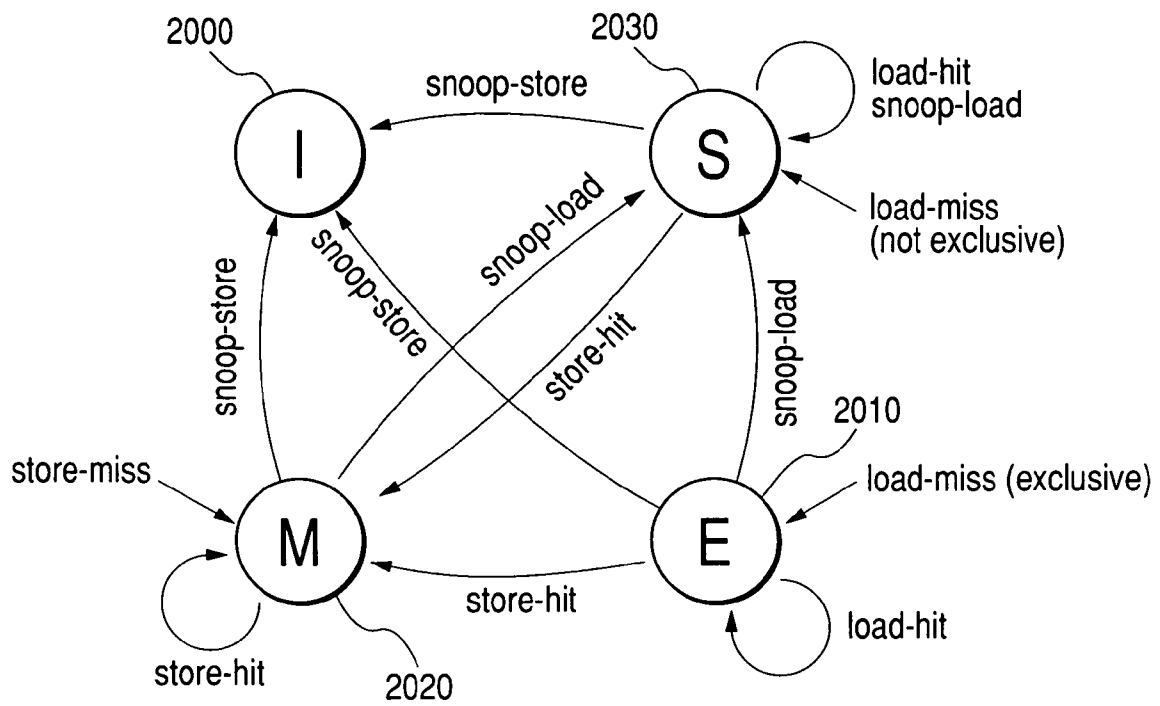 2000
2030
load-hit
snoop-load
snoop-store
I
S
load-miss
(not exclusive)
snoop-load
snoop-store
snoop-store
store-hit
snoop-load
2010
store-miss
load-miss (exclusive)
M
E
store-hit
load-hit
store-hit
2020